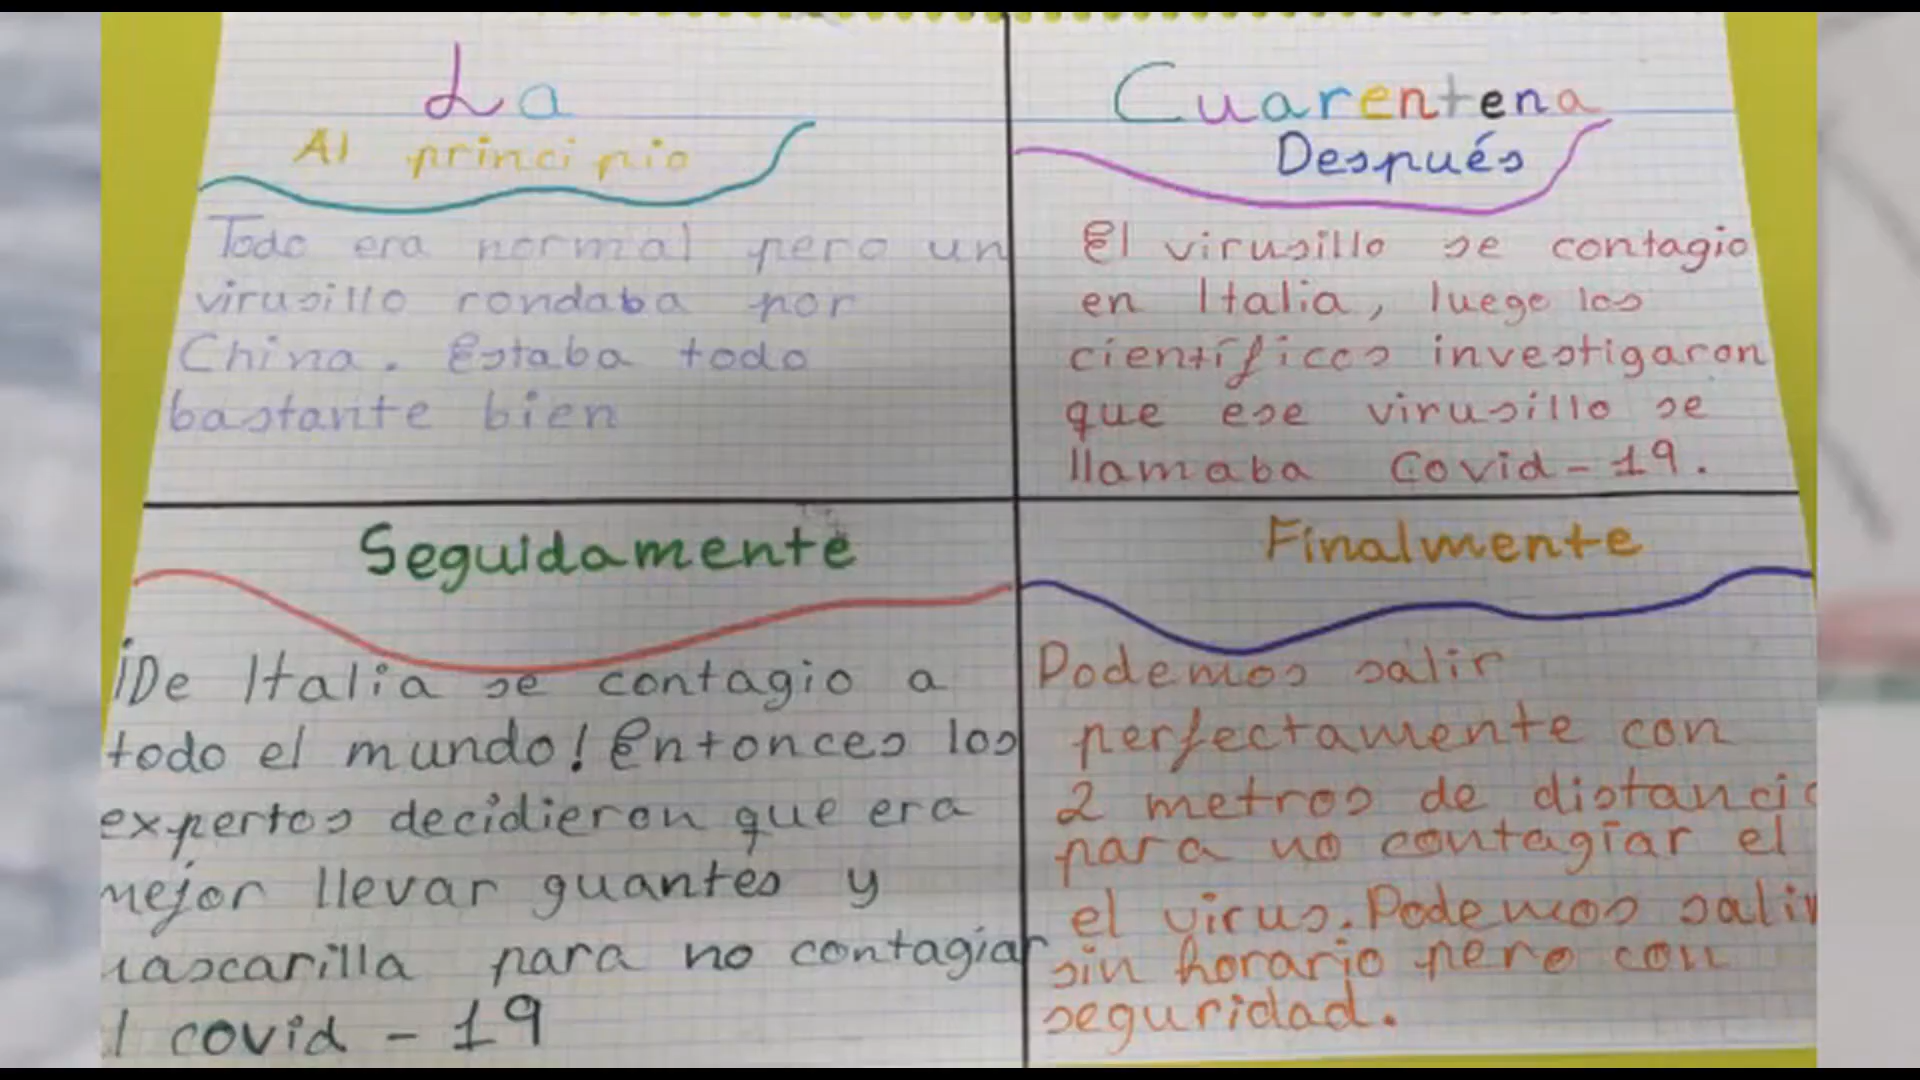 La Cuarentena
Al principio
Todo era normal pero un
virusillo rondaba por
China. Estaba todo
bastante bien
Después
El virusillo se contagio
en Italia, luego los
científicos investigaron
que ese virusillo se
llamaba Covid-19.
Seguidamente
¡De Italia se contagio a
todo el mundo! Entonces los
expertos decidieron que era
mejor llevar guantes y
para no contagiar
covid-19
Finalmente
Podemos salir
perfectamente con
2 metros de
para no contagiar el
el virus. Podemos salir
sin horario pero con
seguridad.